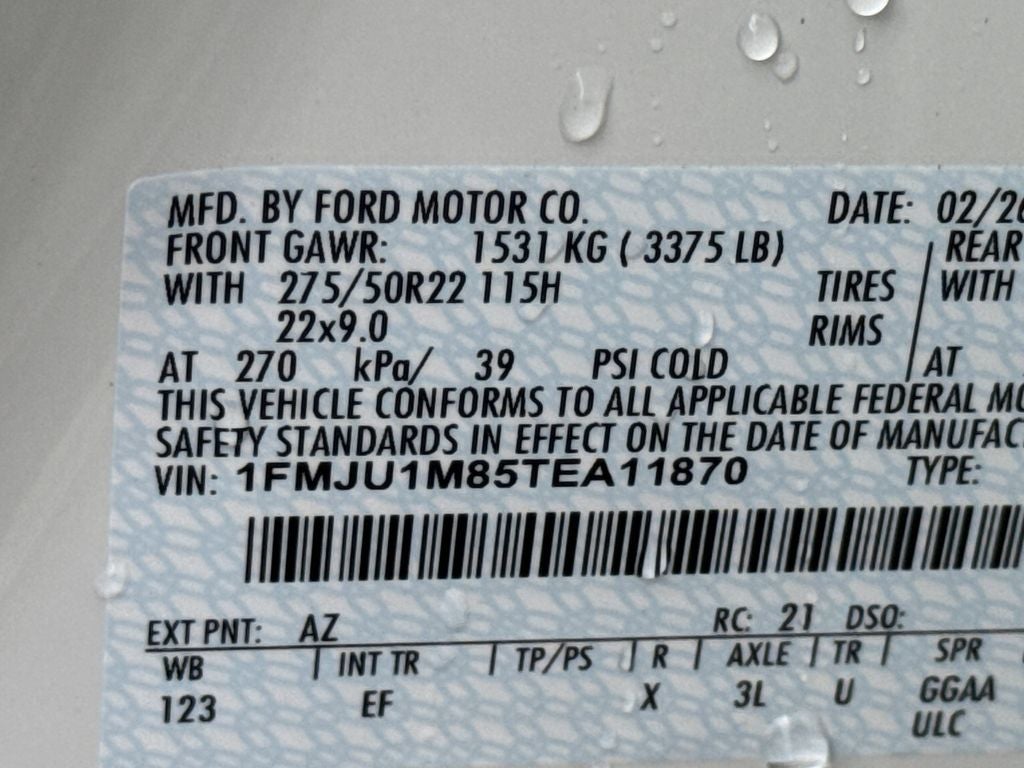 MFD. BY FORD MOTOR CO. DATE: 02/26
FRONT GAWR: 1531 KG ( 3375 LB) REAR
WITH 275/50R22 115H TIRES WITH
22x9.0 RIMS
AT 270 kPa/ 39 PSI COLD AT
THIS VEHICLE CONFORMS TO ALL APPLICABLE FEDERAL
SAFETY STANDARDS IN EFFECT ON THE DATE OF MANUFAC
VIN: 1FMJU1M85TEA11870 TYPE:
EXT PNT: AZ RC: 21 DSO:
WB | INT TR | TP/PS | R | AXLE | TR | SPR
123 EF X 3L U GGAA
ULC